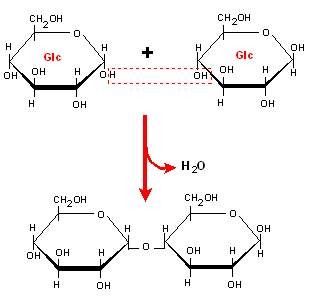 CH₂OH CH₂OH
O O
H H + H H
Glc Glc
OH OH H OH OH OH H OH
H OH H OH
H₂O
CH₂OH CH₂OH
O O
H H H H
OH OH H O OH H OH
H OH H OH